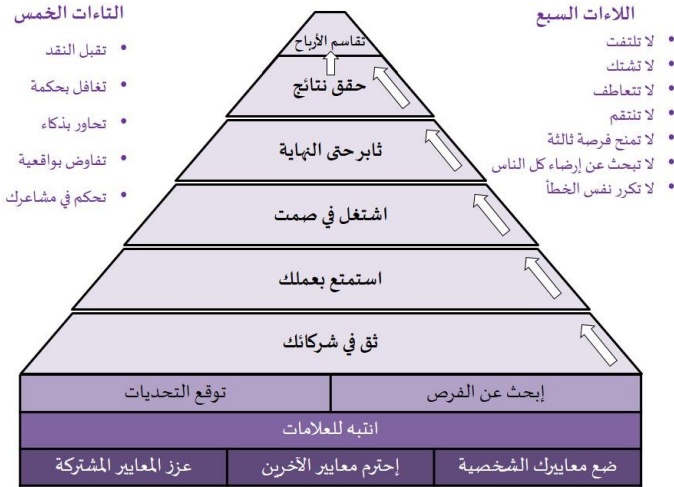 اللاءات السبع
لا تلتفت
لا تشتك
لا تتعاطف
لا تنتقم
لا تمنح فرصة ثالثة
لا تبحث عن إرضاء كل الناس
لا تكرر نفس الخطأ
التاءات الخمس
تقبل النقد
تغافل بحكمة
تحاور بذكاء
تفاوض بواقعية
تحكم في مشاعرك
تقاسم الأرباح
حقق نتائج
ثابر حتى النهاية
اشتغل في صمت
استمتع بعملك
ثق في شركائك
إبحث عن الفرص
توقع التحديات
انتبه للعلامات
ضع معاييرك الشخصية
إحترم معايير الآخرين
عزز المعايير المشتركة